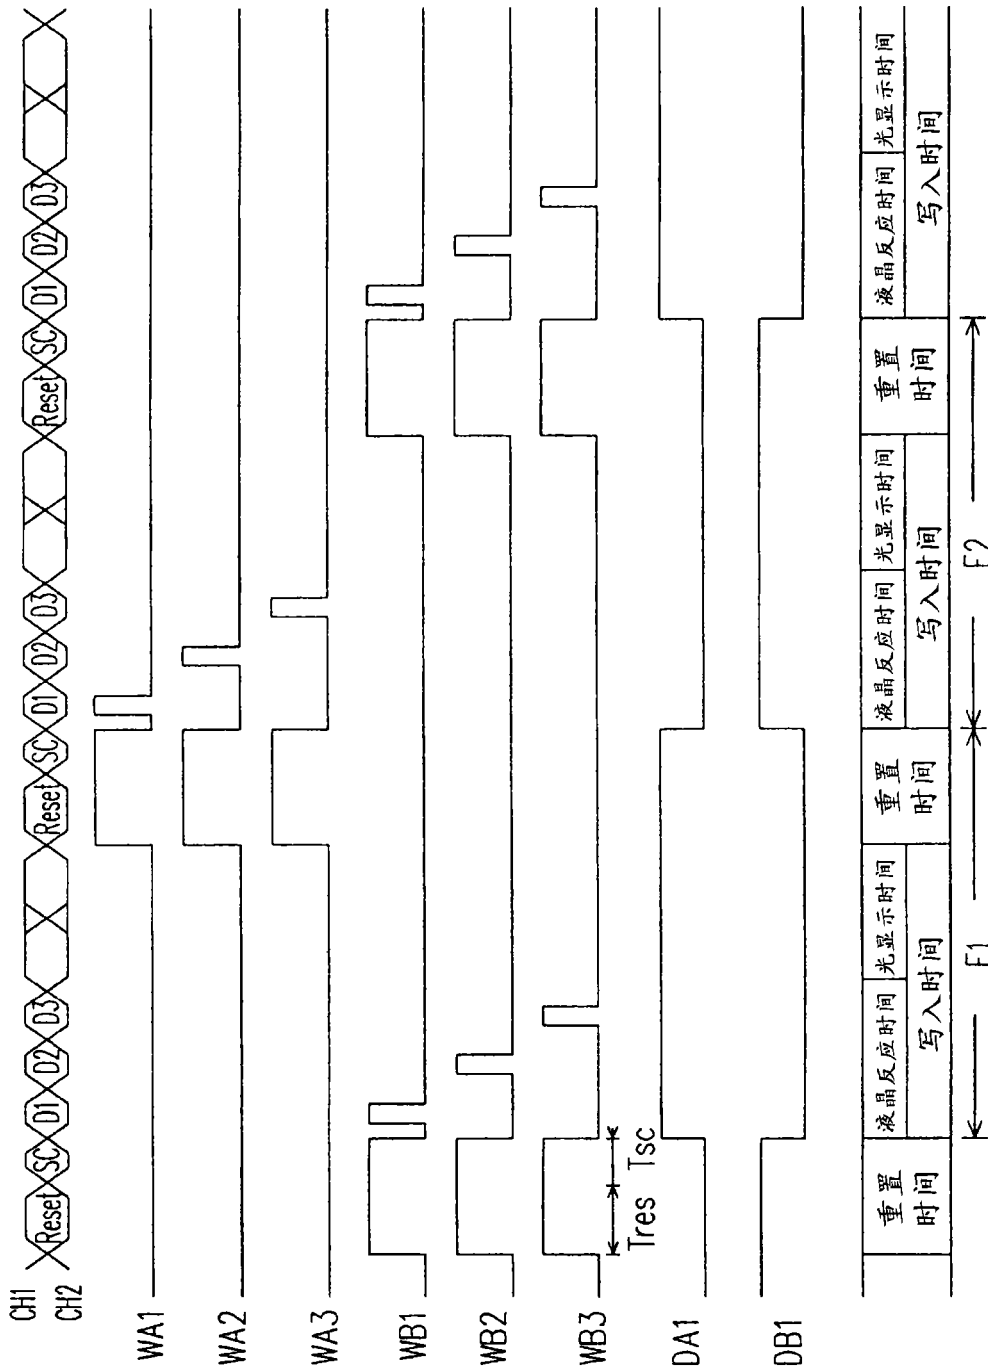 CH1
CH2
Reset SC D1 D2 D3 Reset SC D1 D2 D3 Reset SC D1 D2 D3
WA1
WA2
WA3
WB1
WB2
WB3
Tres Tsc
DA1
DB1
重置 液晶反应时间 光显示时间 重置 液晶反应时间 光显示时间 重置 液晶反应时间 光显示时间
时间 写入时间 时间 写入时间 时间 写入时间
F1 F2